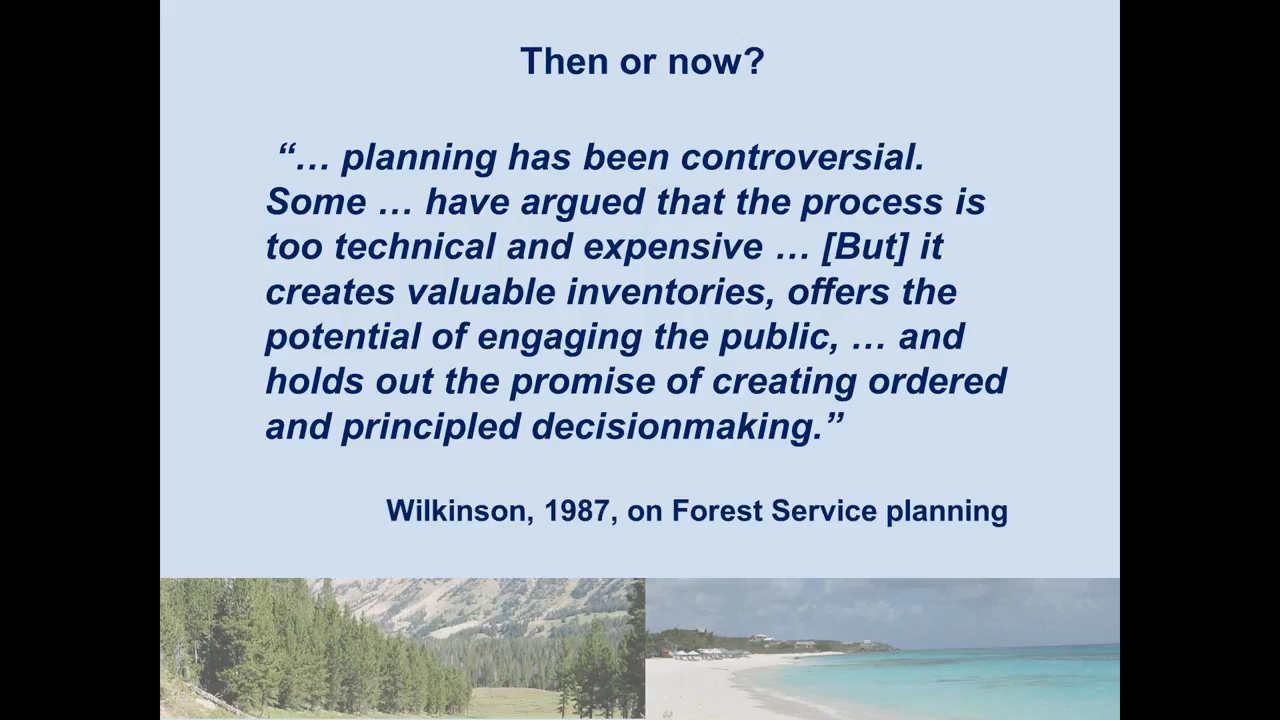 Then or now?
“… planning has been controversial.
Some … have argued that the process is
too technical and expensive … [But] it
creates valuable inventories, offers the
potential of engaging the public, … and
holds out the promise of creating ordered
and principled decisionmaking.”
Wilkinson, 1987, on Forest Service planning